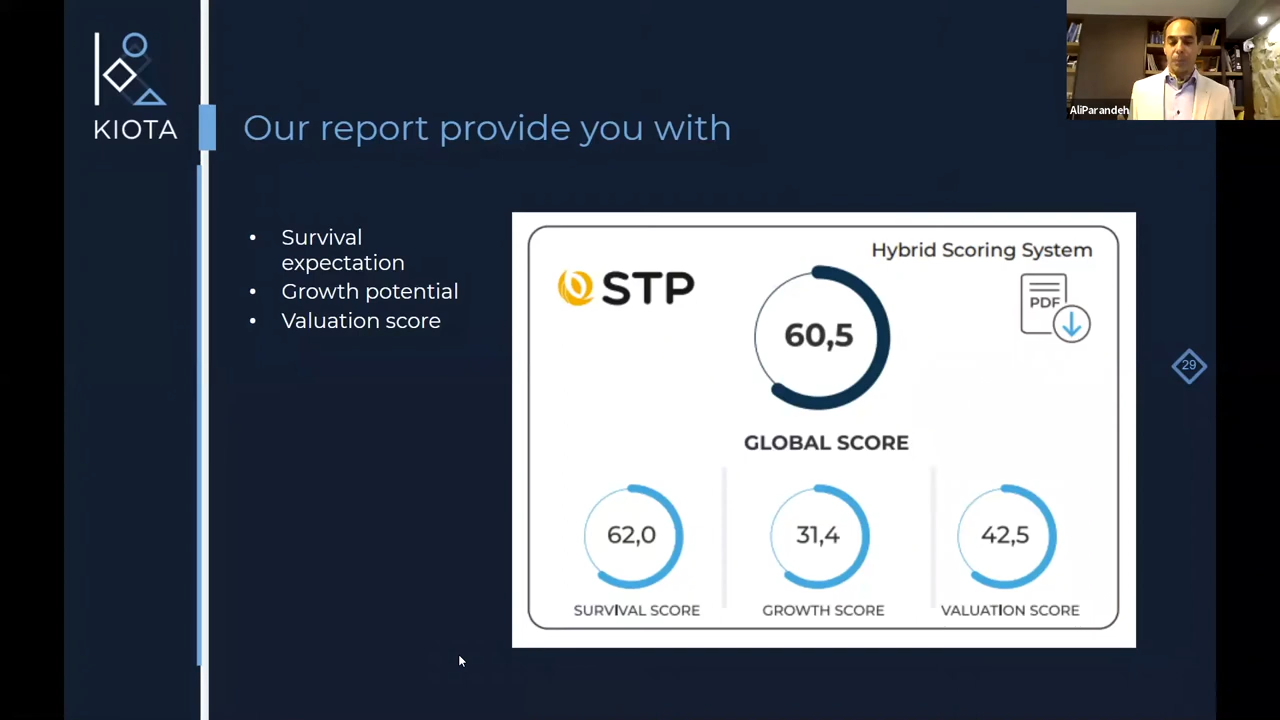 KIOTA
Our report provide you with
• Survival
expectation
• Growth potential
• Valuation score
Hybrid Scoring System
STP
PDF
60,5
GLOBAL SCORE
62,0
31,4
42,5
SURVIVAL SCORE
GROWTH SCORE
VALUATION SCORE
29
AliParandeh